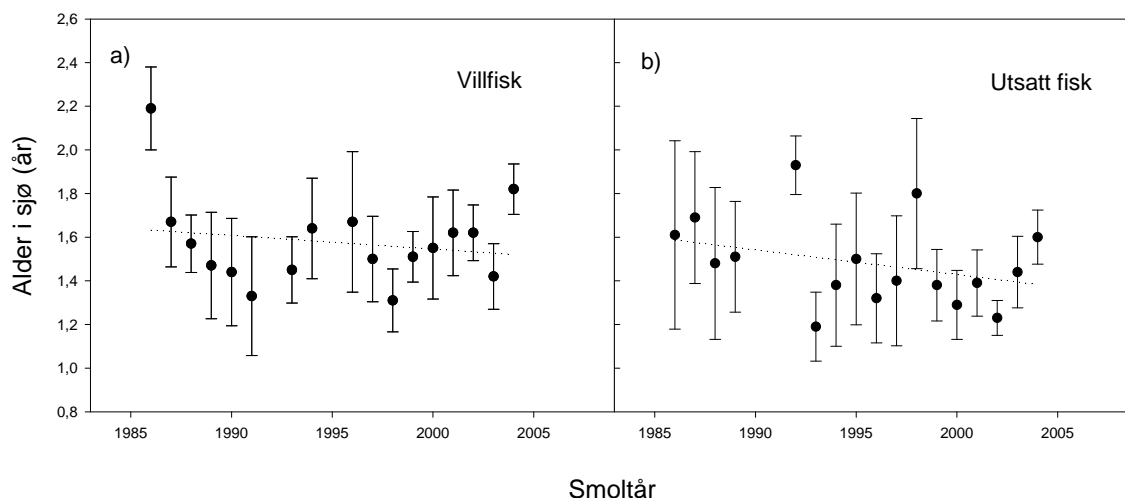 a)
Villfisk
b)
Utsatt fisk
Alder i sjø (år)
2,6
2,4
2,2
2,0
1,8
1,6
1,4
1,2
1,0
0,8
1985 1990 1995 2000 2005 1985 1990 1995 2000 2005
Smoltår